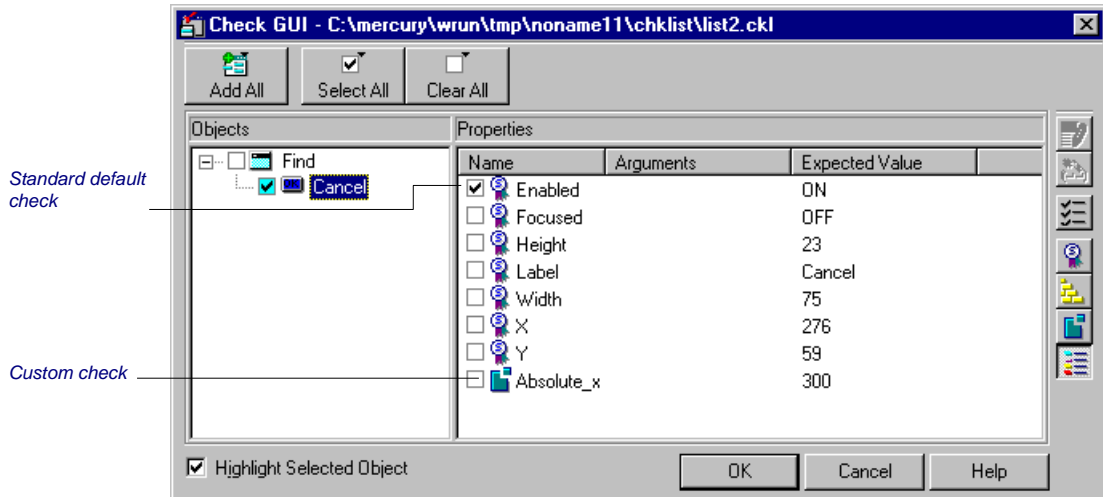 Check GUI - C:\mercury\wrun\tmp\noname11\chklist\list2.ckl
Add All Select All Clear All
Objects Properties
Find
Cancel
Name Arguments Expected Value
Enabled ON
Focused OFF
Height 23
Label Cancel
Width 75
X 276
Y 59
Absolute_x 300
Standard default
check
Custom check
Highlight Selected Object
OK Cancel Help